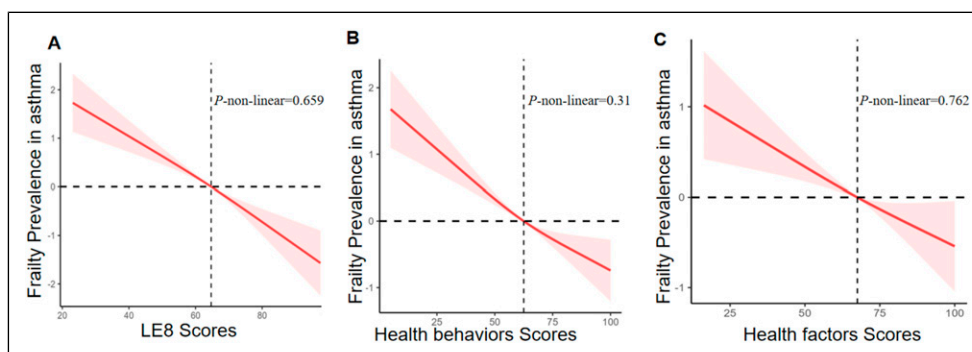 A
Frailty Prevalence in asthma
2
1
0
-1
-2
P-non-linear=0.659
20
40
60
80
LE8 Scores
B
Frailty Prevalence in asthma
2
1
0
-1
P-non-linear=0.31
25
50
75
100
Health behaviors Scores
C
Frailty Prevalence in asthma
1
0
-1
P-non-linear=0.762
25
50
75
100
Health factors Scores